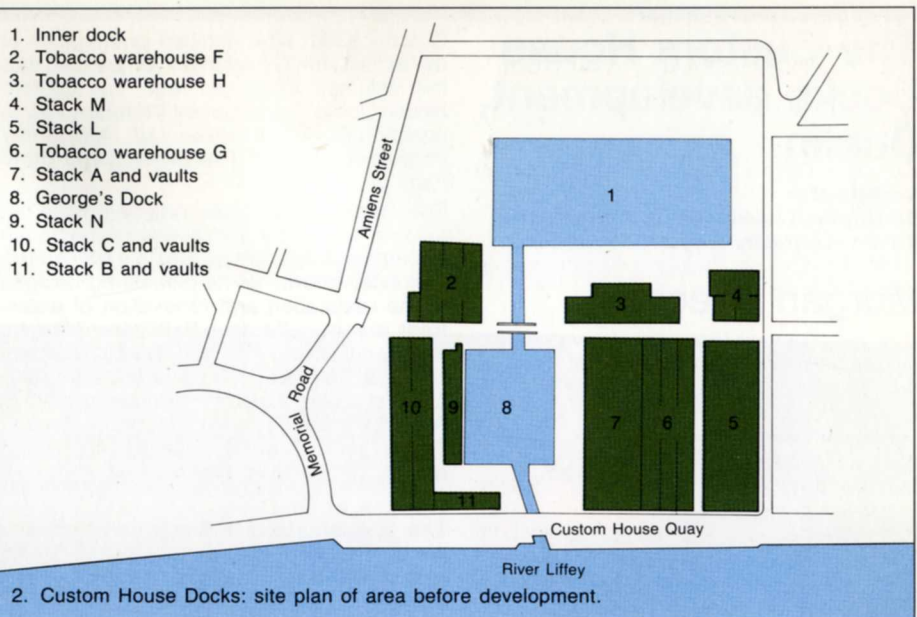 1. Inner dock
2. Tobacco warehouse F
3. Tobacco warehouse H
4. Stack M
5. Stack L
6. Tobacco warehouse G
7. Stack A and vaults
8. George's Dock
9. Stack N
10. Stack C and vaults
11. Stack B and vaults
Amiens Street
1
2
3
4
Memorial Road
10
9
8
7
6
5
11
Custom House Quay
River Liffey
2. Custom House Docks: site plan of area before development.